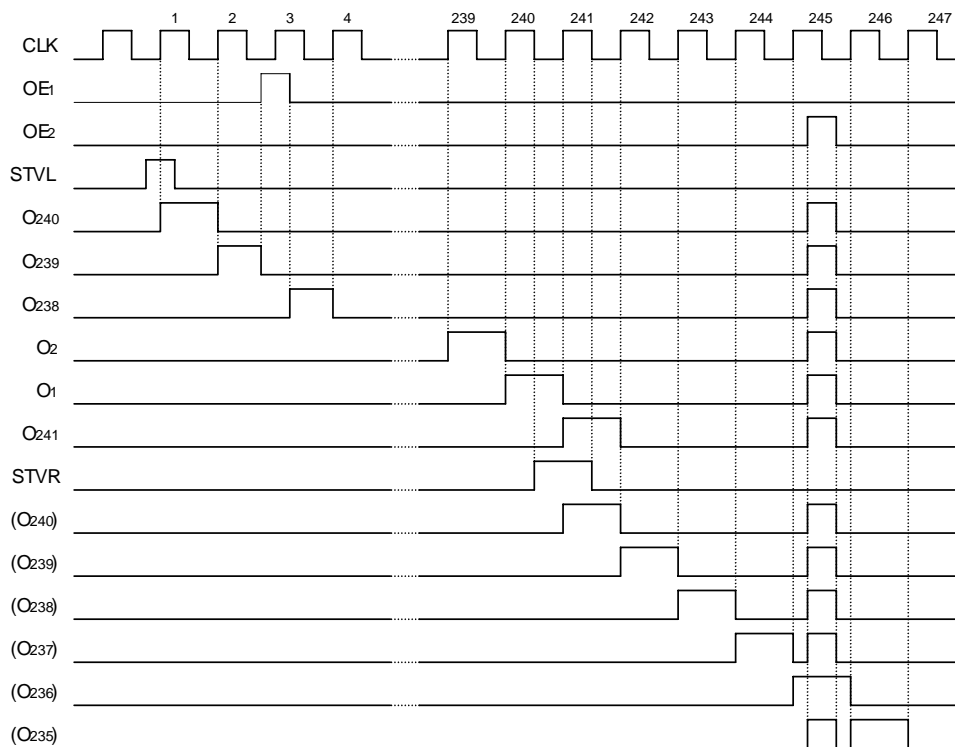 1 2 3 4 239 240 241 242 243 244 245 246 247
CLK
OE1
OE2
STVL
O240
O239
O238
O2
O1
O241
STVR
(O240)
(O239)
(O238)
(O237)
(O236)
(O235)